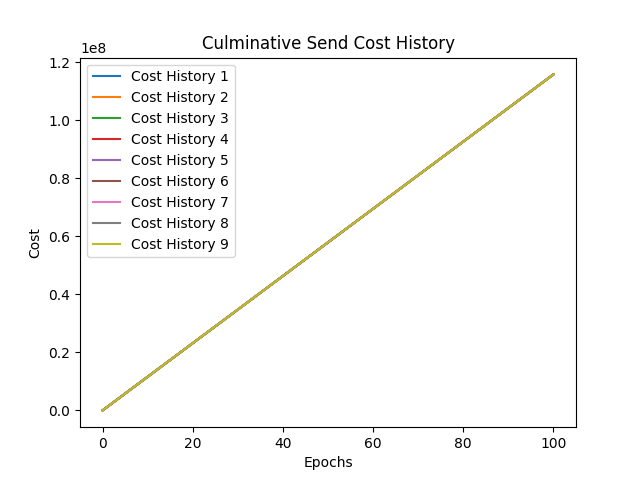 Culminative Send Cost History
1e8
1.2
1.0
0.8
0.6
0.4
0.2
0.0
Cost
Cost History 1
Cost History 2
Cost History 3
Cost History 4
Cost History 5
Cost History 6
Cost History 7
Cost History 8
Cost History 9
0 20 40 60 80 100
Epochs